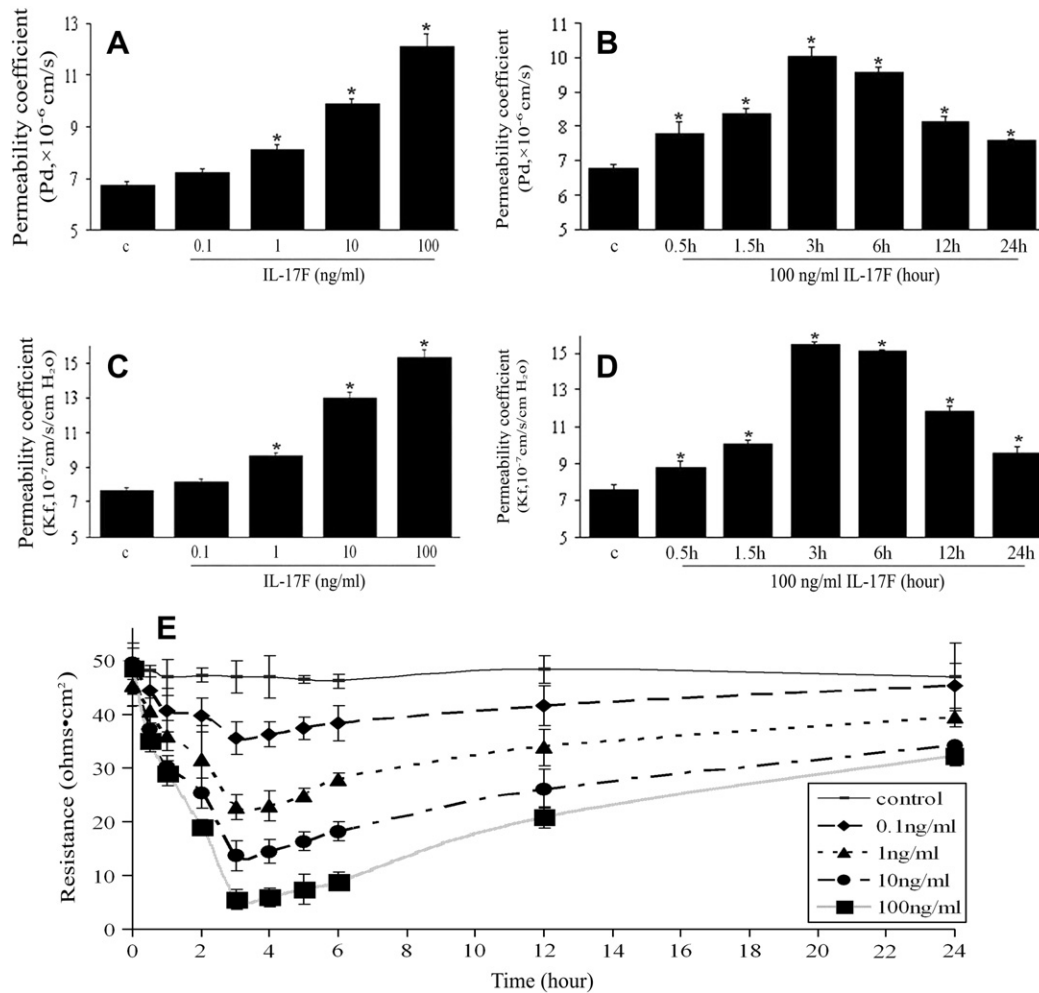 A
Permeability coefficient
(Pd,×10⁻⁶ cm/s)
13
11
9
7
5
c
0.1
1
10
100
* * *
IL-17F (ng/ml)
B
Permeability coefficient
(Pd,×10⁻⁶ cm/s)
11
10
9
8
7
6
5
c
0.5h
1.5h
3h
6h
12h
24h
* * * * * *
100 ng/ml IL-17F (hour)
C
Permeability coefficient
(Kf,10⁻⁷cm/s/cm H₂o)
15
13
11
9
7
5
c
0.1
1
10
100
* * *
IL-17F (ng/ml)
D
Permeability coefficient
(Kf,10⁻⁷cm/s/cm H₂o)
15
13
11
9
7
5
c
0.5h
1.5h
3h
6h
12h
24h
* * * * * *
100 ng/ml IL-17F (hour)
E
Resistance (ohms•cm²)
50
40
30
20
10
0
0
2
4
6
8
10
12
14
16
18
20
22
24
Time (hour)
control
0.1ng/ml
1ng/ml
10ng/ml
100ng/ml